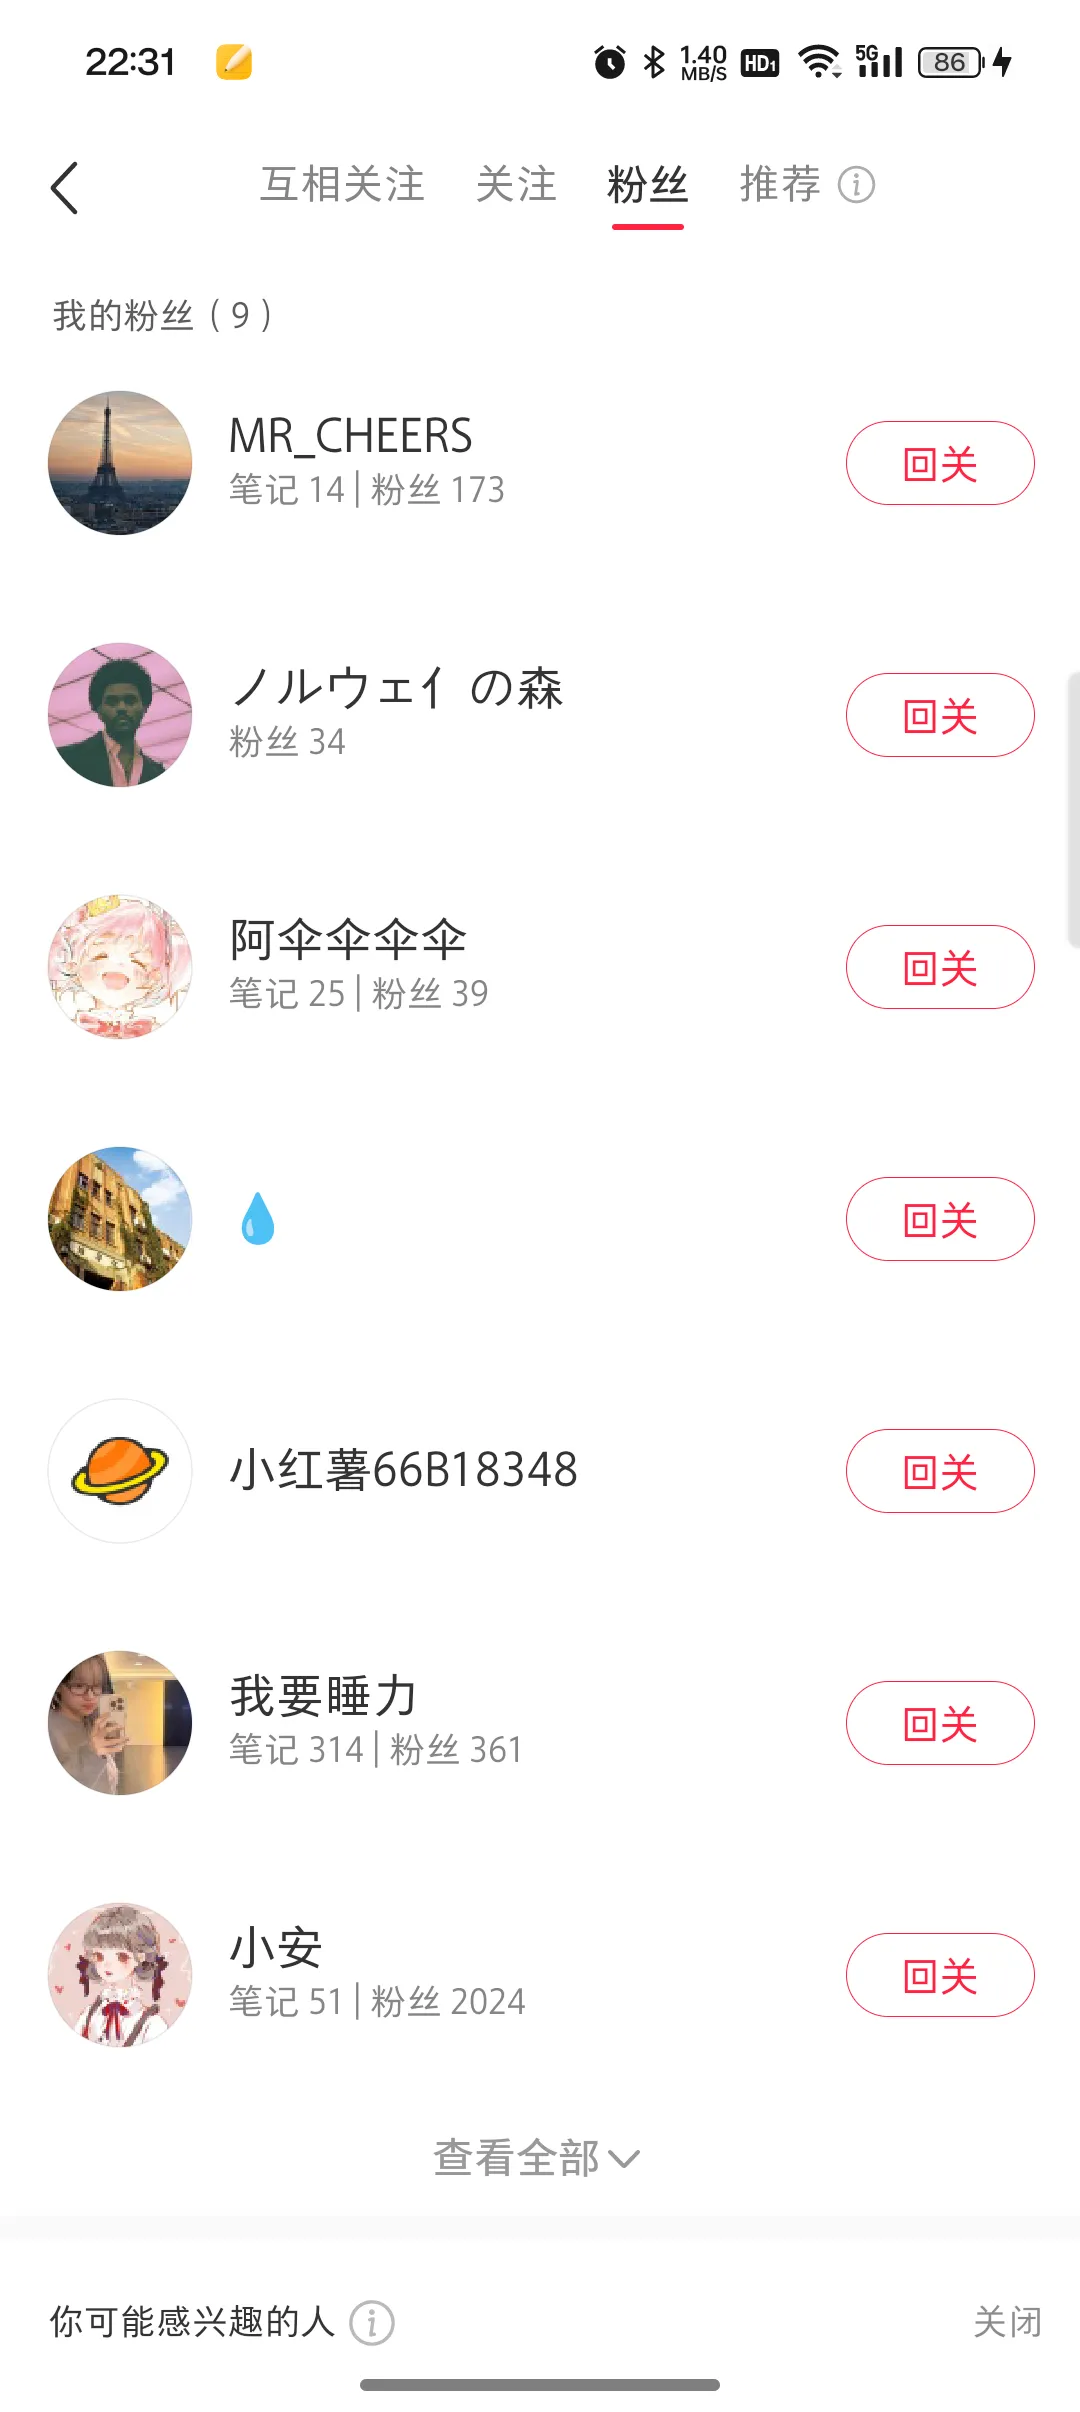 22:31
1.40 MB/S HD1 5G 86
互相关注 关注 粉丝 推荐
我的粉丝（9）
MR_CHEERS
笔记 14 | 粉丝 173
回关
ノルウェイ の森
粉丝 34
回关
阿伞伞伞伞
笔记 25 | 粉丝 39
回关
💧
回关
小红薯66B18348
回关
我要睡力
笔记 314 | 粉丝 361
回关
小安
笔记 51 | 粉丝 2024
回关
查看全部
你可能感兴趣的人 关闭